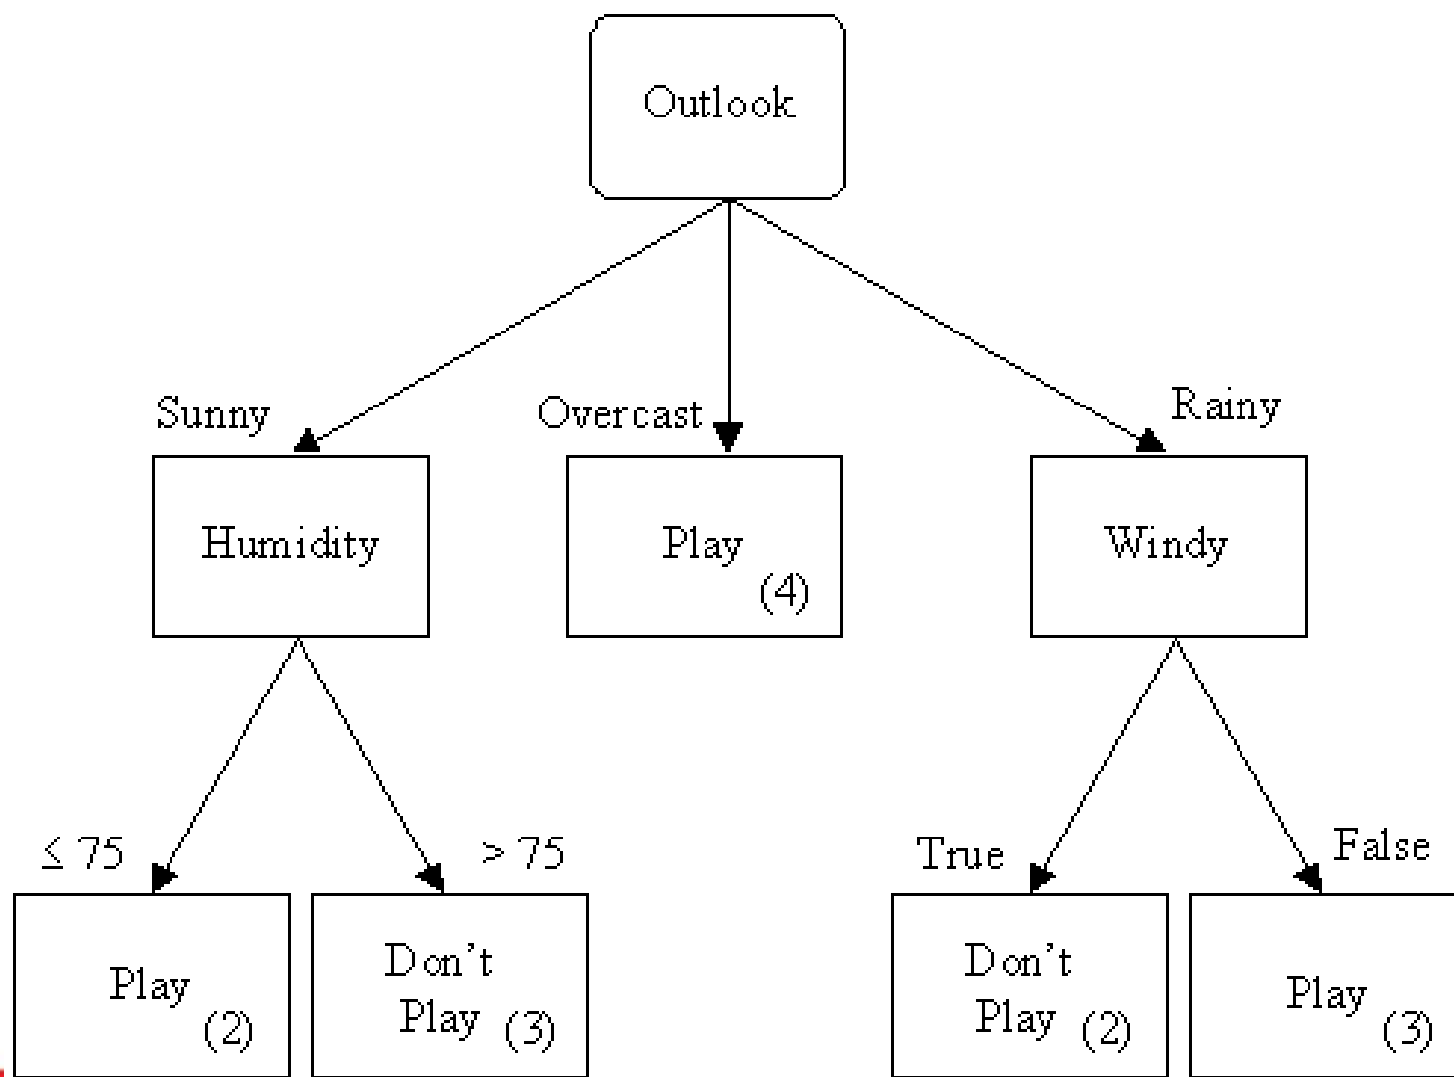 Outlook
Sunny
Overcast
Rainy
Humidity
Play
(4)
Windy
≤ 75
> 75
True
False
Play
(2)
Don't
Play (3)
Don't
Play (2)
Play
(3)